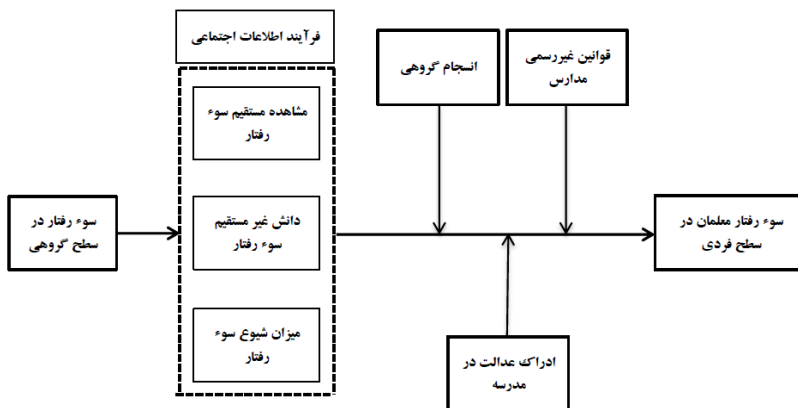 فرآیند اطلاعات اجتماعی
انسجام گروهی
قوانین غیررسمی
مدارس
مشاهده مستقیم سوء
رفتار
سوء رفتار در
سطح گروهی
دانش غیر مستقیم
سوء رفتار
سوء رفتار معلمان در
سطح فردی
میزان شیوع سوء
رفتار
ادراک عدالت در
مدرسه